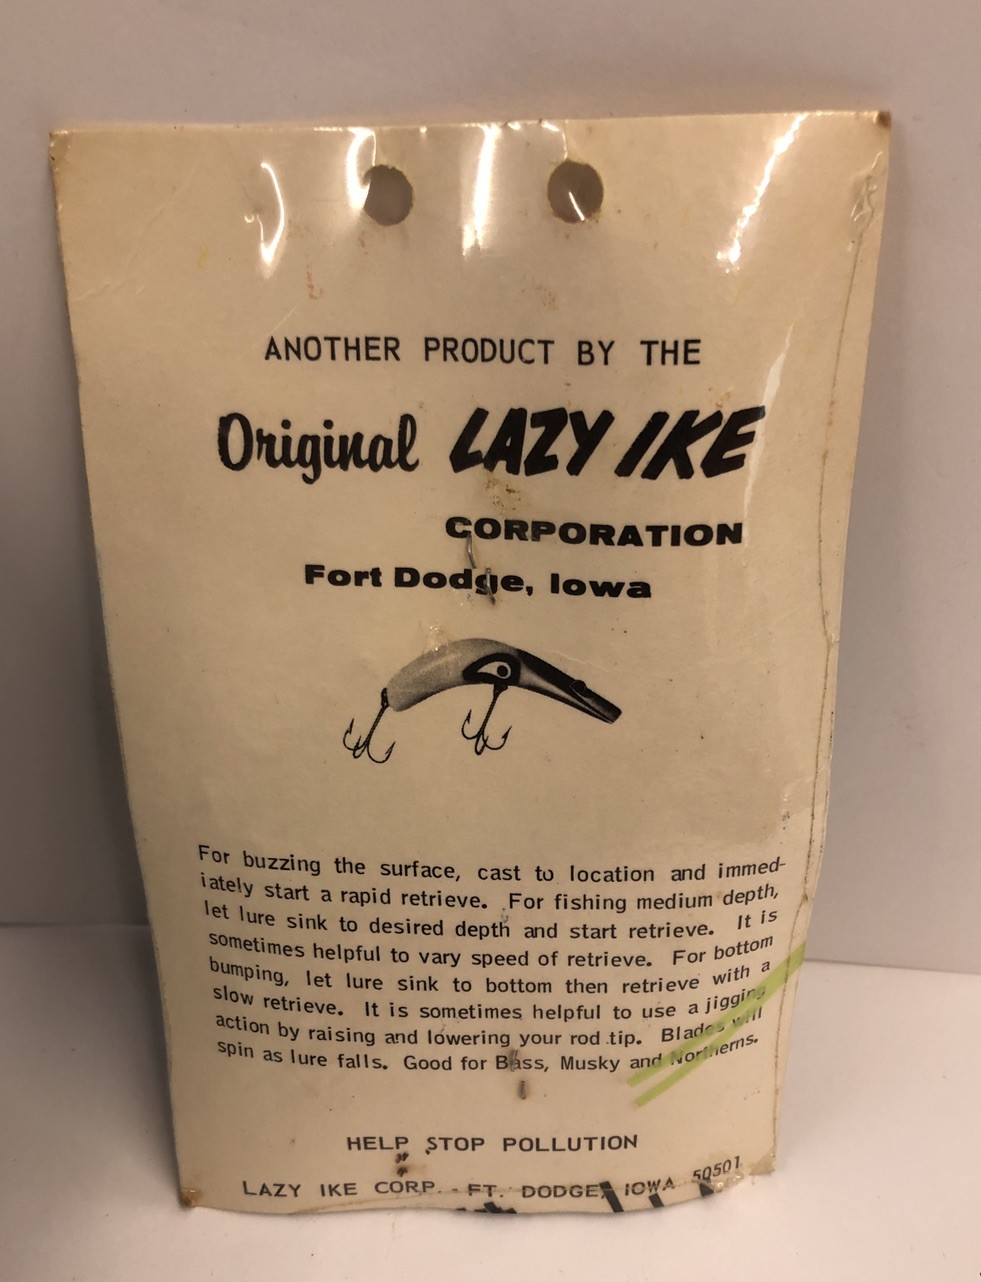 ANOTHER PRODUCT BY THE
Original LAZY IKE
CORPORATION
Fort Dodge, Iowa
For buzzing the surface, cast to location and immed-
iately start a rapid retrieve. For fishing medium depth,
let lure sink to desired depth and start retrieve. It is
sometimes helpful to vary speed of retrieve. For bottom
bumping, let lure sink to bottom then retrieve with a
slow retrieve. It is sometimes helpful to use a jigging
action by raising and lowering your rod tip. Blades will
spin as lure falls. Good for Bass, Musky and Northerns.
HELP STOP POLLUTION
LAZY IKE CORP. - FT. DODGE, IOWA 50501